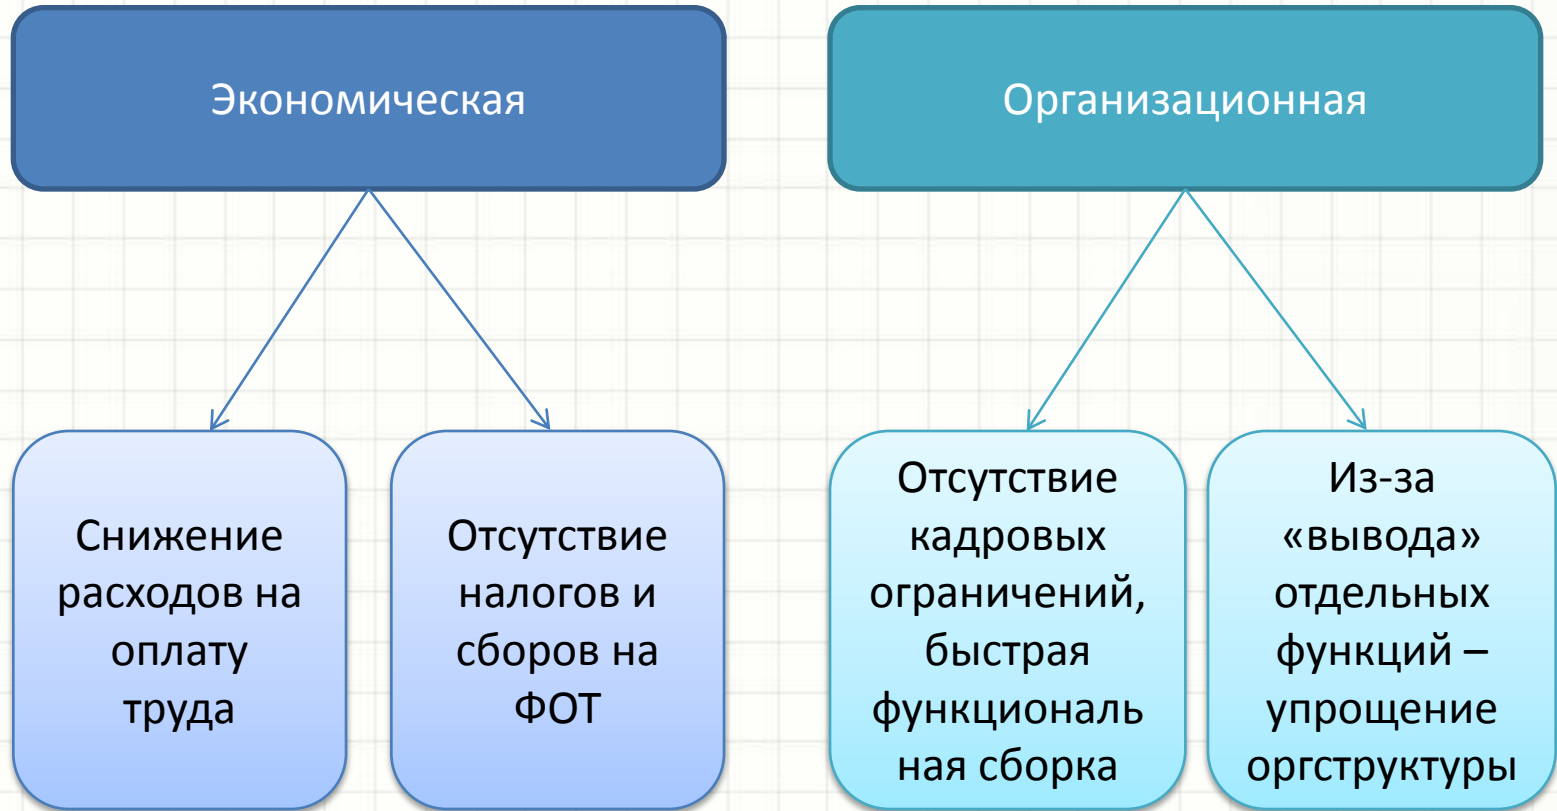 Экономическая
Организационная
Снижение
расходов на
оплату
труда
Отсутствие
налогов и
сборов на
ФОТ
Отсутствие
кадровых
ограничений,
быстрая
функциональ
ная сборка
Из-за
«вывода»
отдельных
функций –
упрощение
оргструктуры